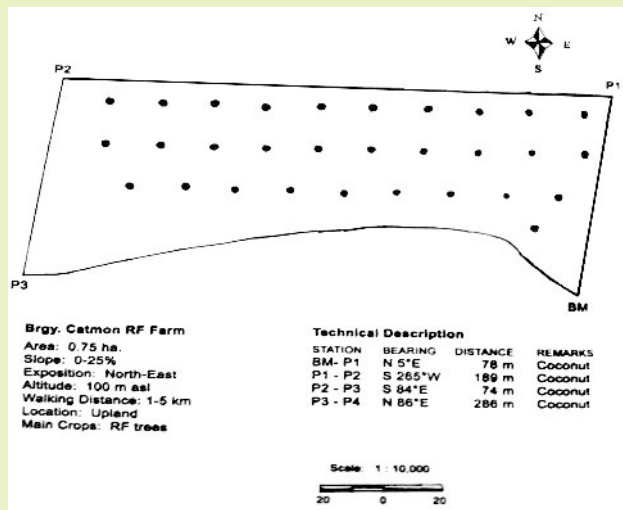 N
W E
S
P2
P1
P3
BM
Brgy. Catmon RF Farm
Area: 0.75 ha.
Slope: 0-25%
Exposition: North-East
Altitude: 100 m asl
Walking Distance: 1-5 km
Location: Upland
Main Crops: RF trees
Technical Description
STATION BEARING DISTANCE REMARKS
BM- P1 N 5°E 78 m Coconut
P1 - P2 S 265°W 189 m Coconut
P2 - P3 S 84°E 74 m Coconut
P3 - P4 N 86°E 286 m Coconut
Scale: 1 : 10,000
20 0 20